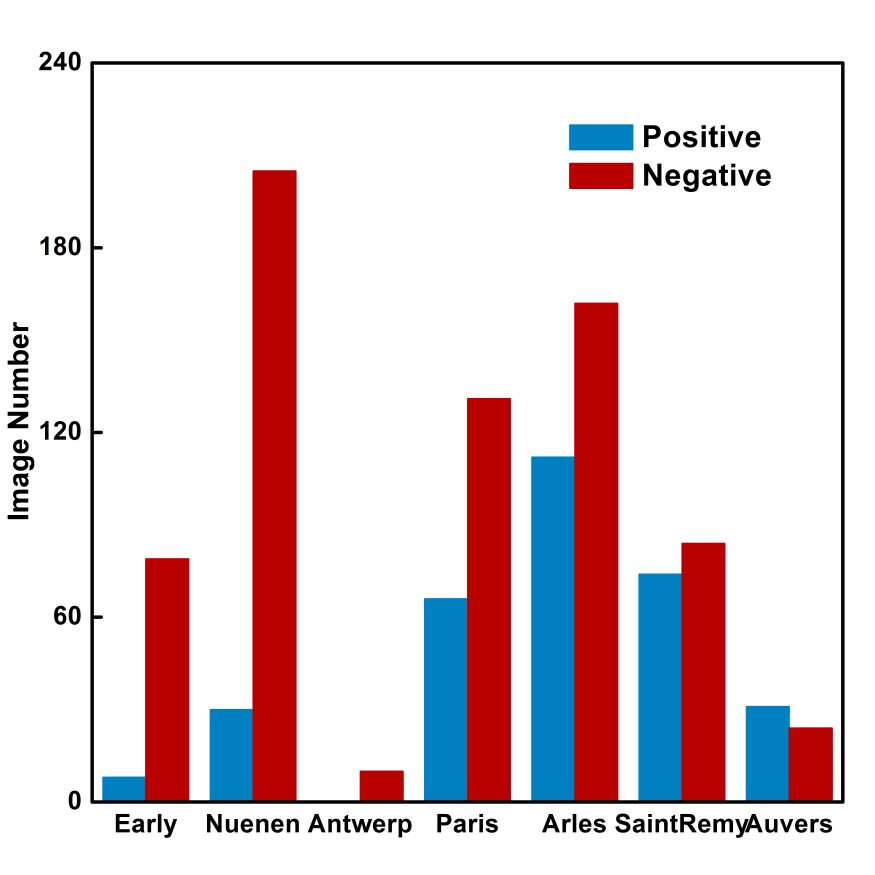 240
180
120
60
0
Image Number
Positive
Negative
Early Nuenen Antwerp Paris Arles SaintRemy Auvers